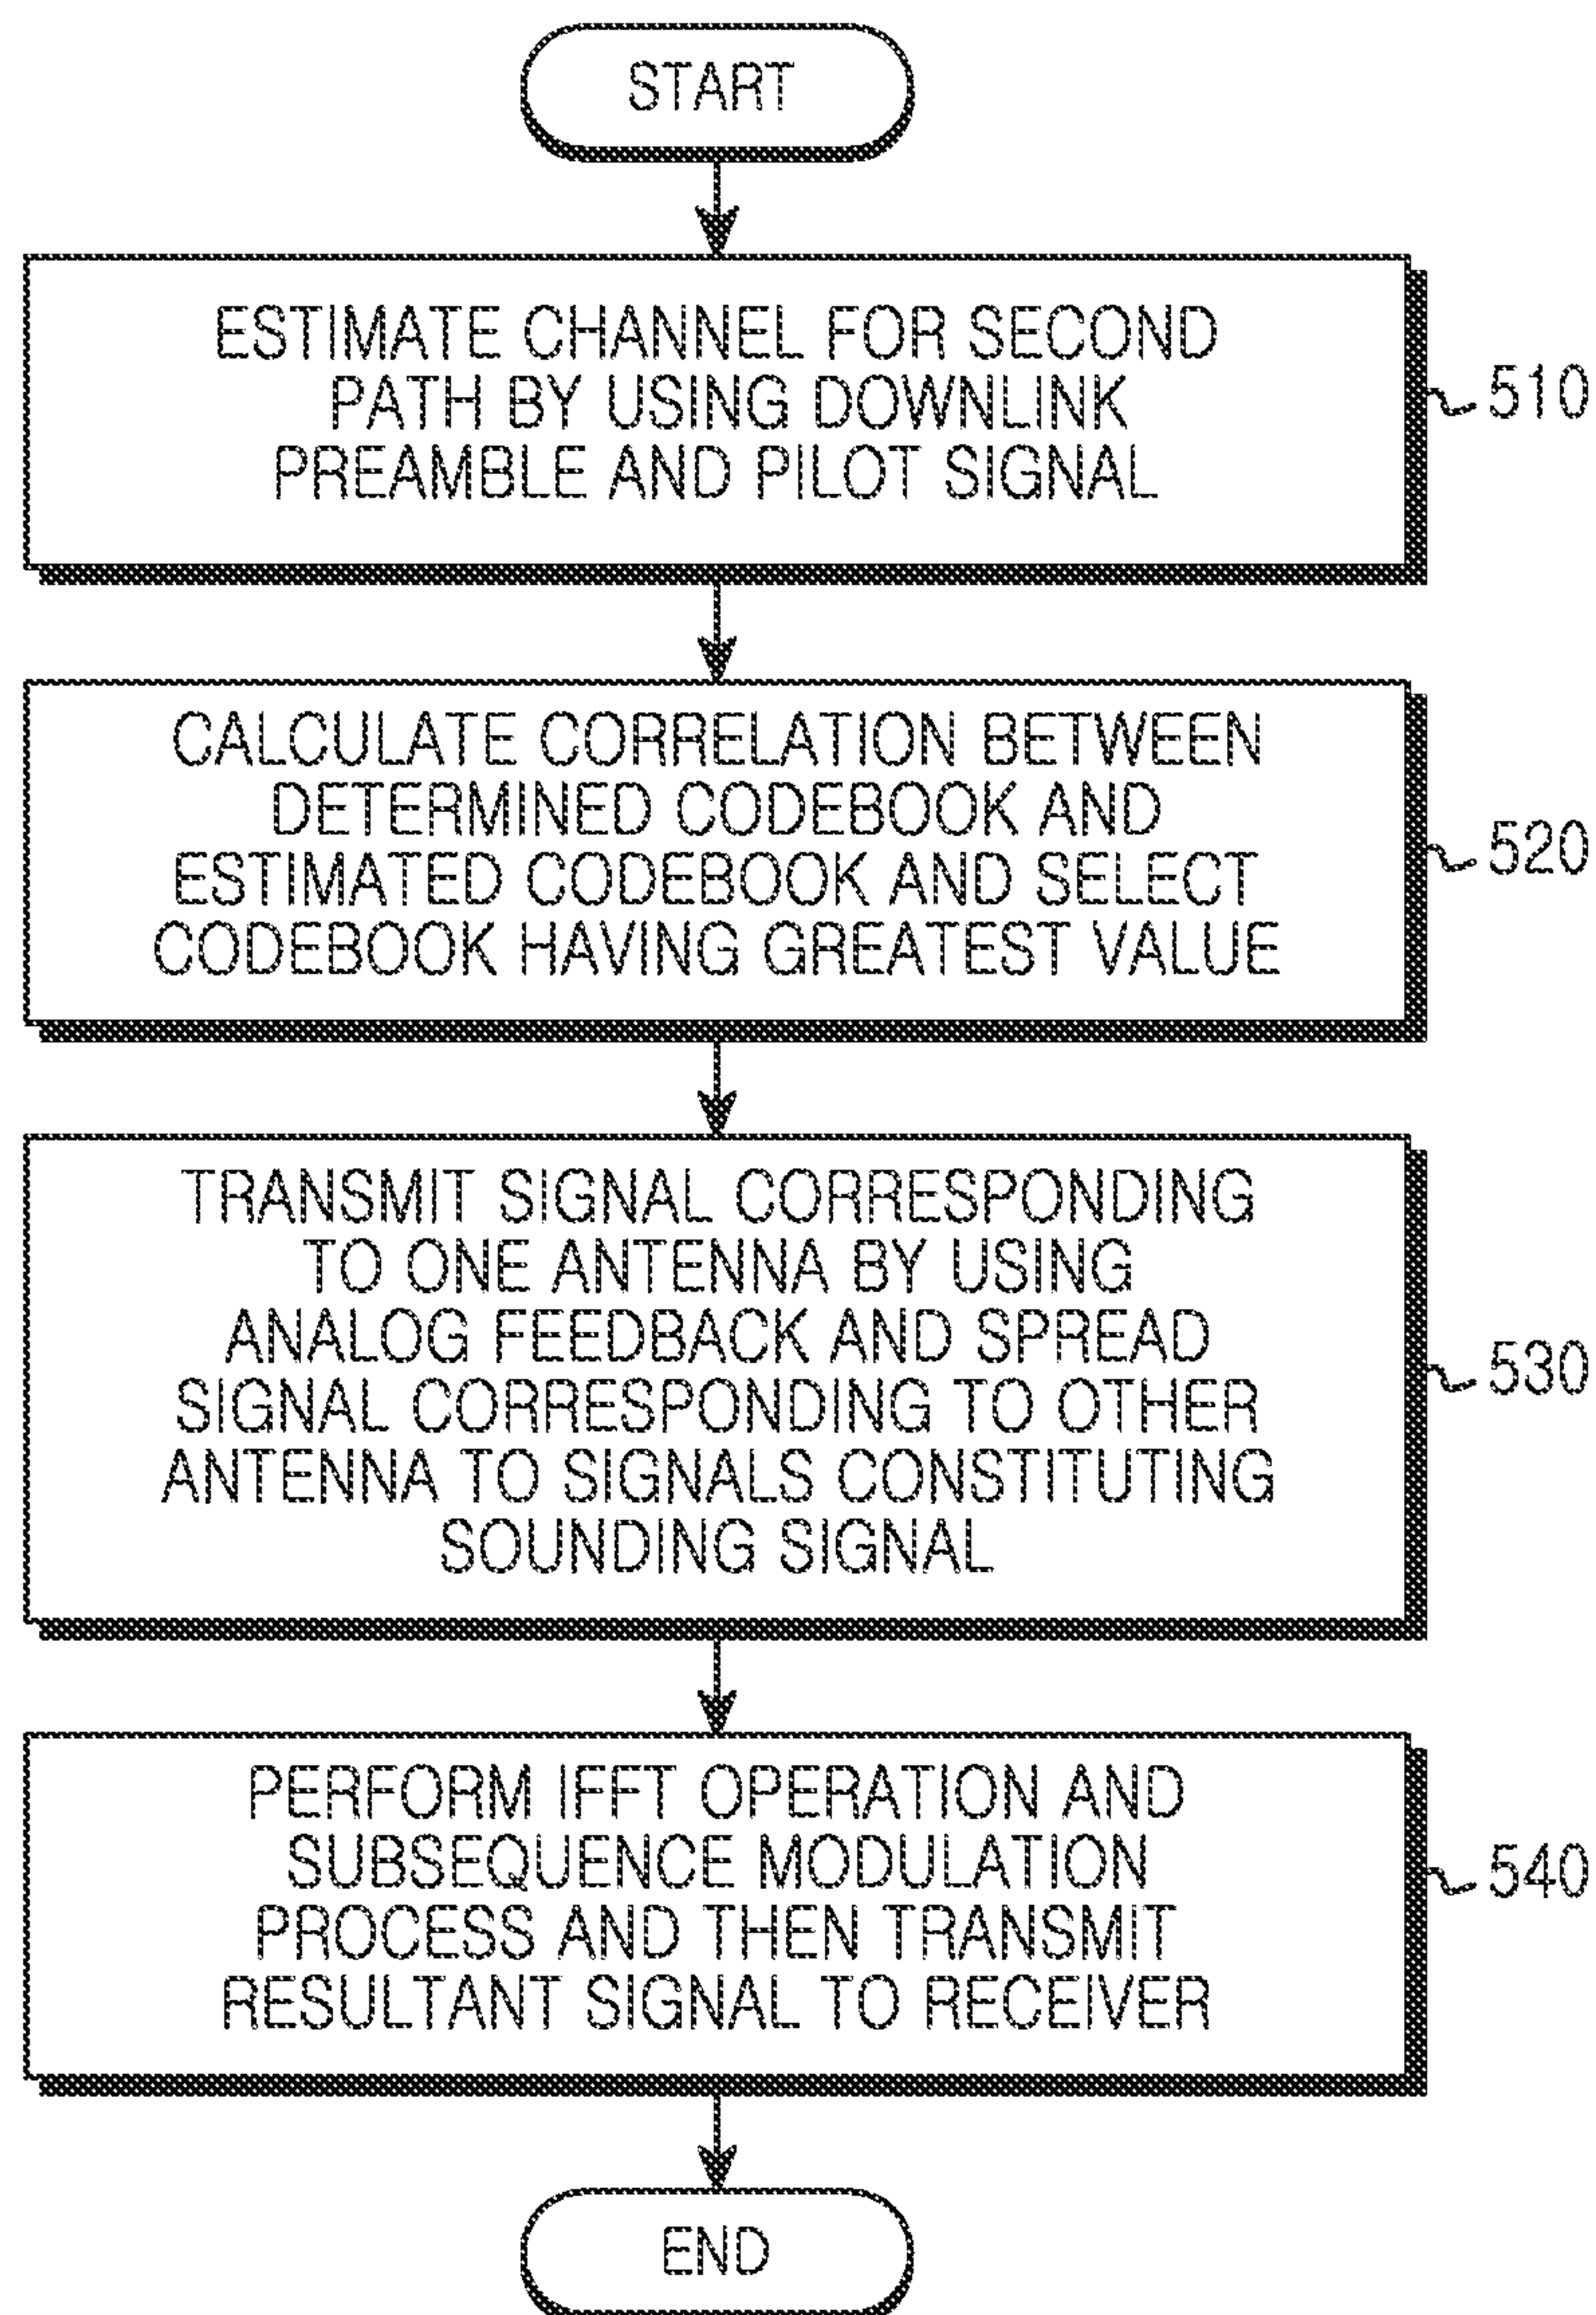 START
ESTIMATE CHANNEL FOR SECOND
PATH BY USING DOWNLINK
PREAMBLE AND PILOT SIGNAL
510
CALCULATE CORRELATION BETWEEN
DETERMINED CODEBOOK AND
ESTIMATED CODEBOOK AND SELECT
CODEBOOK HAVING GREATEST VALUE
520
TRANSMIT SIGNAL CORRESPONDING
TO ONE ANTENNA BY USING
ANALOG FEEDBACK AND SPREAD
SIGNAL CORRESPONDING TO OTHER
ANTENNA TO SIGNALS CONSTITUTING
SOUNDING SIGNAL
530
PERFORM IFFT OPERATION AND
SUBSEQUENCE MODULATION
PROCESS AND THEN TRANSMIT
RESULTANT SIGNAL TO RECEIVER
540
END